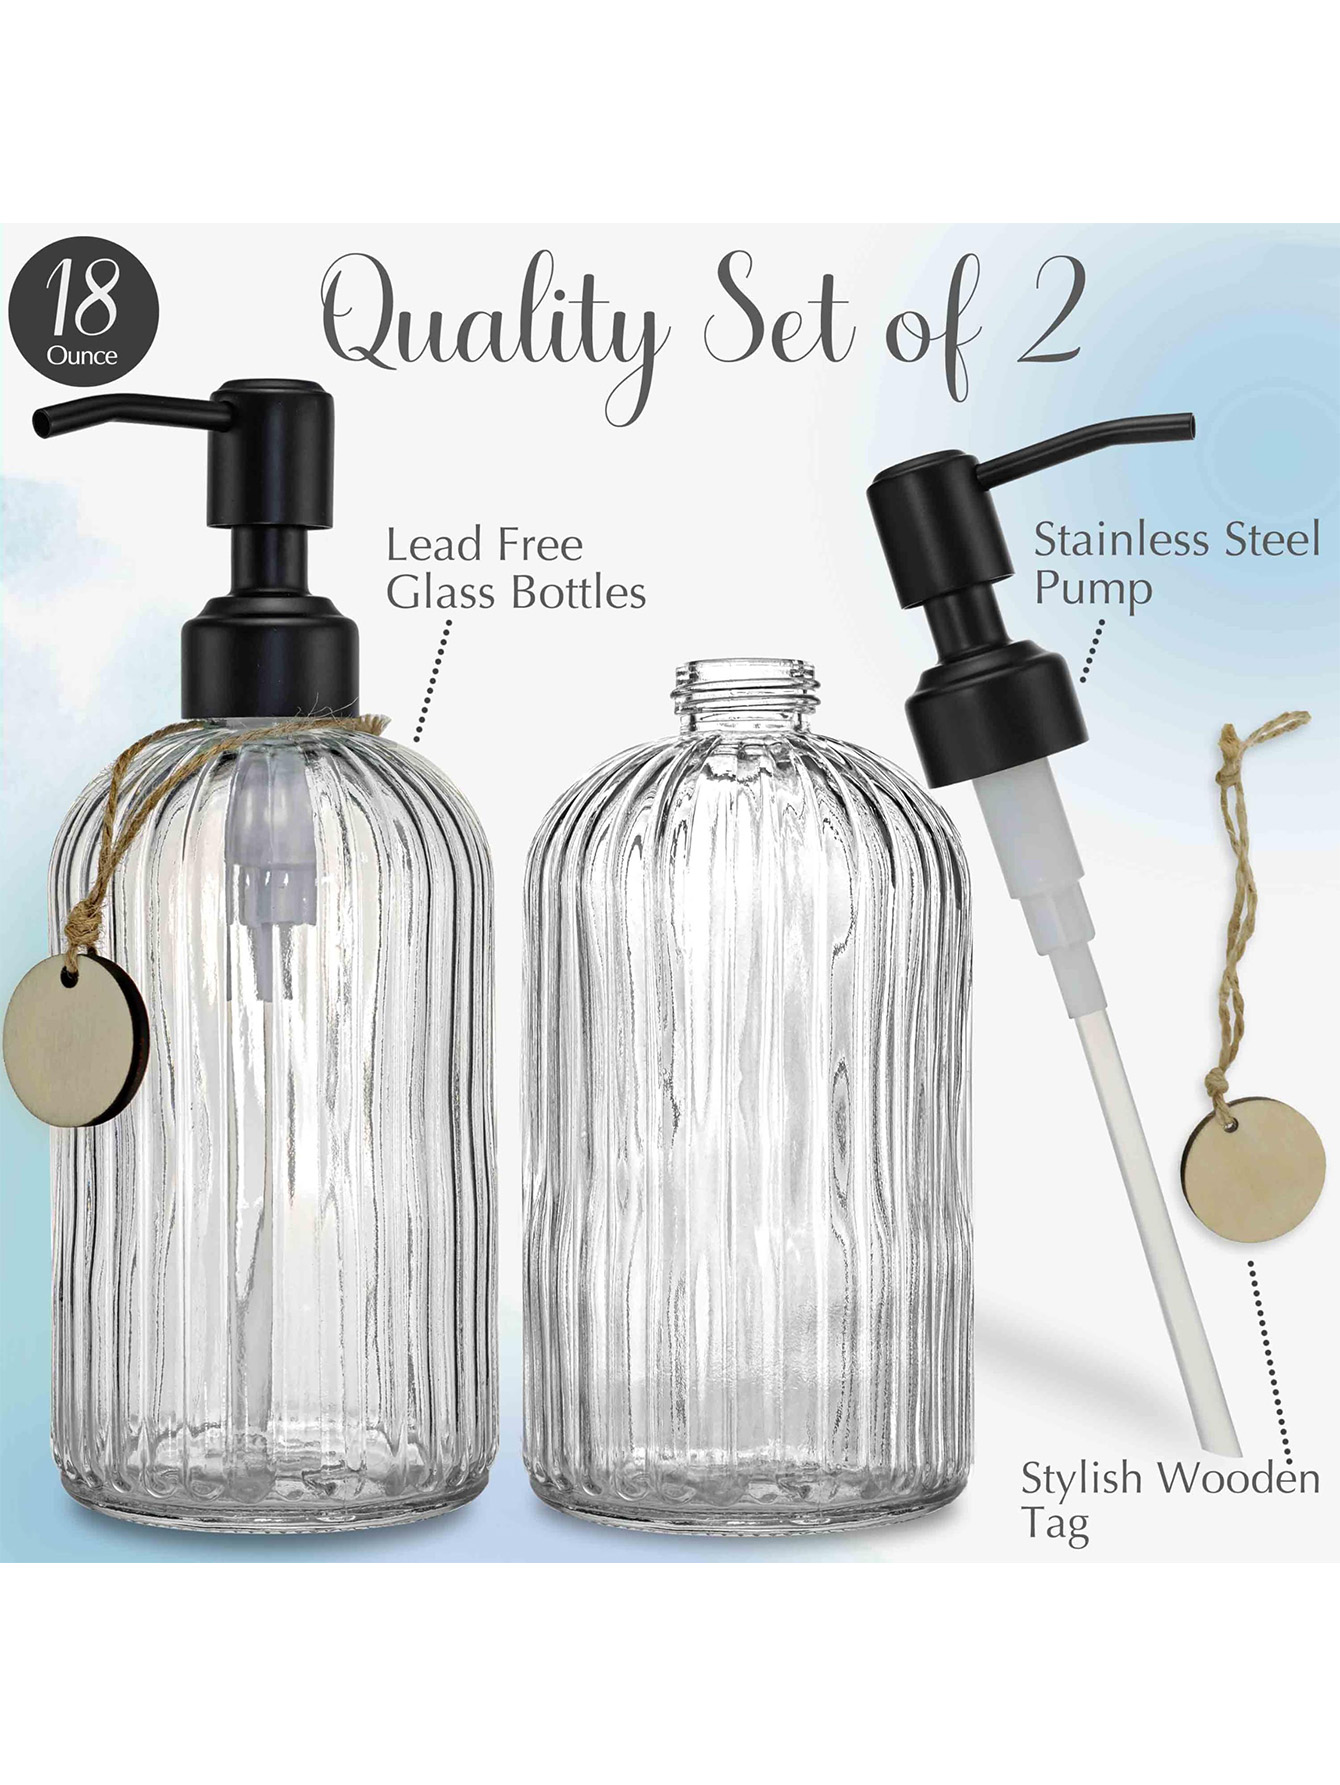 18
Ounce
Quality Set of 2
Lead Free
Glass Bottles
Stainless Steel
Pump
Stylish Wooden
Tag